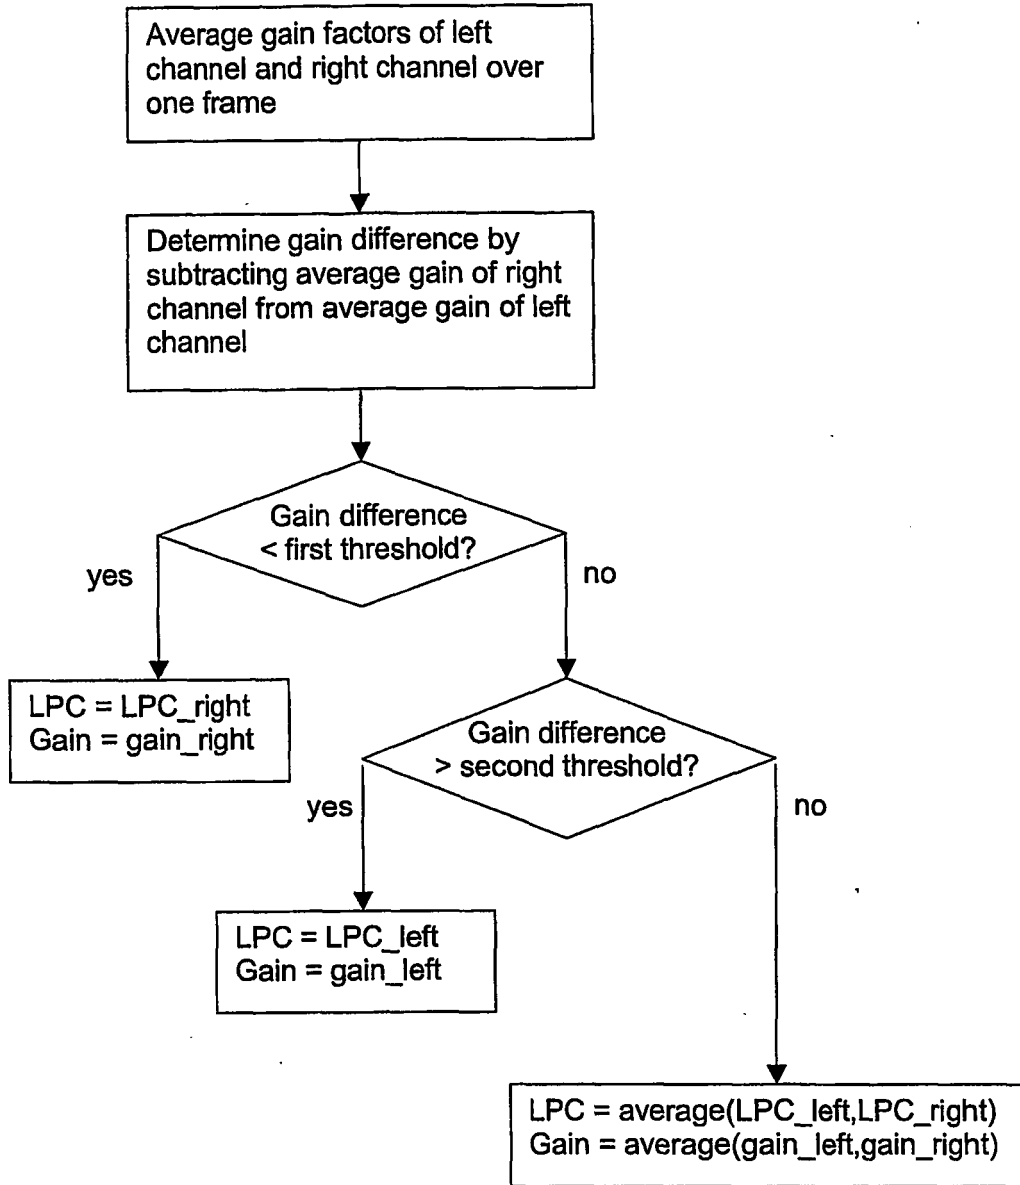 Average gain factors of left
channel and right channel over
one frame
Determine gain difference by
subtracting average gain of right
channel from average gain of left
channel
Gain difference
< first threshold?
yes
no
LPC = LPC_right
Gain = gain_right
Gain difference
> second threshold?
yes
no
LPC = LPC_left
Gain = gain_left
LPC = average(LPC_left,LPC_right)
Gain = average(gain_left,gain_right)